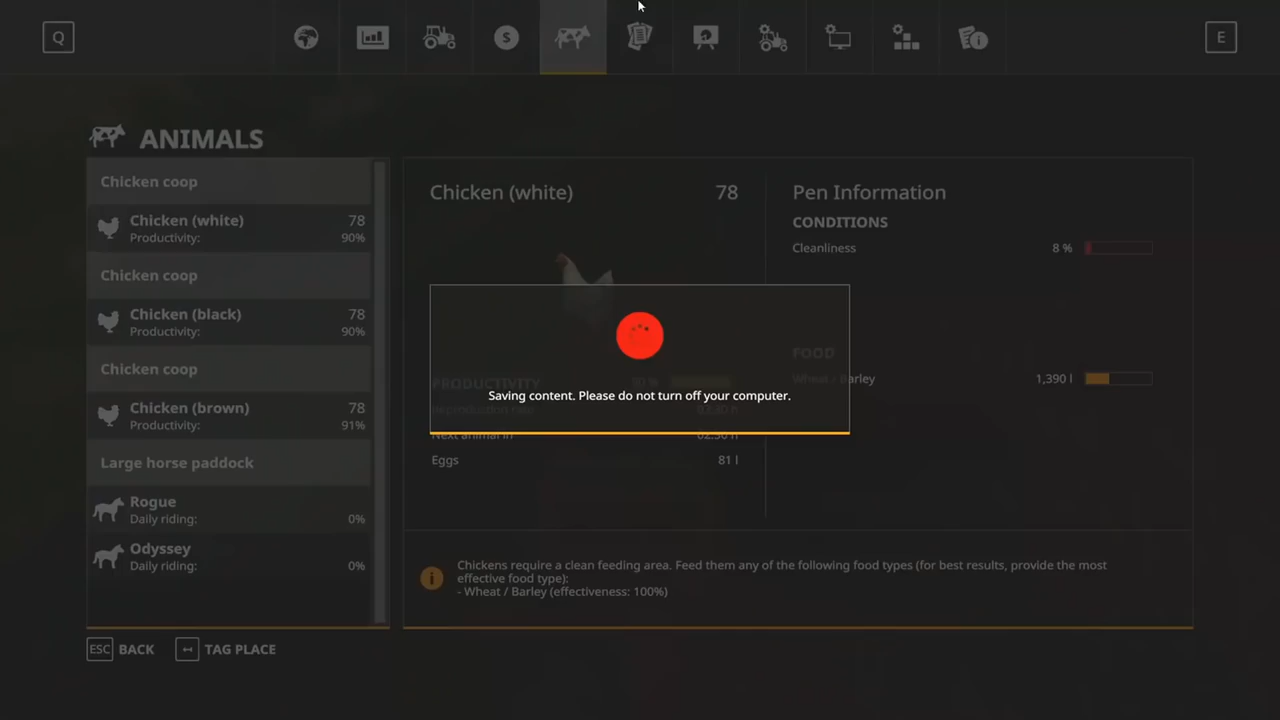 Q
E
ANIMALS
Chicken coop
Chicken (white) 78
Productivity: 90%
Chicken coop
Chicken (black) 78
Productivity: 90%
Chicken coop
Chicken (brown) 78
Productivity: 91%
Large horse paddock
Rogue
Daily riding: 0%
Odyssey
Daily riding: 0%
Chicken (white) 78
PRODUCTIVITY
Saving content. Please do not turn off your computer.
Next animal in
Eggs 81 l
Pen Information
CONDITIONS
Cleanliness 8 %
FOOD
Wheat / Barley 1,390 l
Chickens require a clean feeding area. Feed them any of the following food types (for best results, provide the most
effective food type):
- Wheat / Barley (effectiveness: 100%)
ESC BACK
TAG PLACE